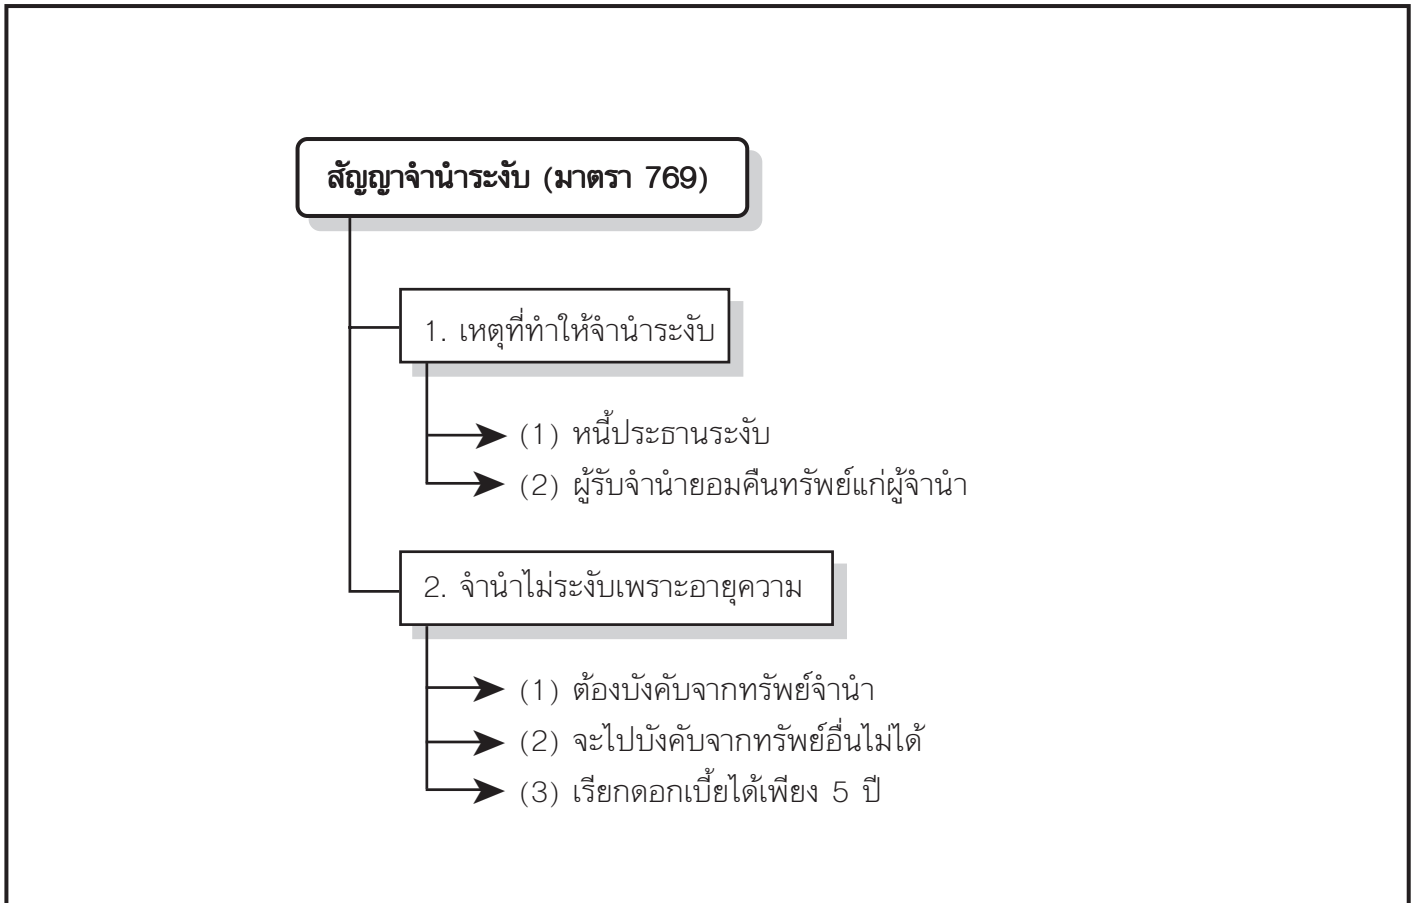 สัญญาจำนำระงับ (มาตรา 769)
1. เหตุที่ทำให้จำนำระงับ
(1) หนี้ประธานระงับ
(2) ผู้รับจำนำยอมคืนทรัพย์แก่ผู้จำนำ
2. จำนำไม่ระงับเพราะอายุความ
(1) ต้องบังคับจากทรัพย์จำนำ
(2) จะไปบังคับจากทรัพย์อื่นไม่ได้
(3) เรียกดอกเบี้ยได้เพียง 5 ปี